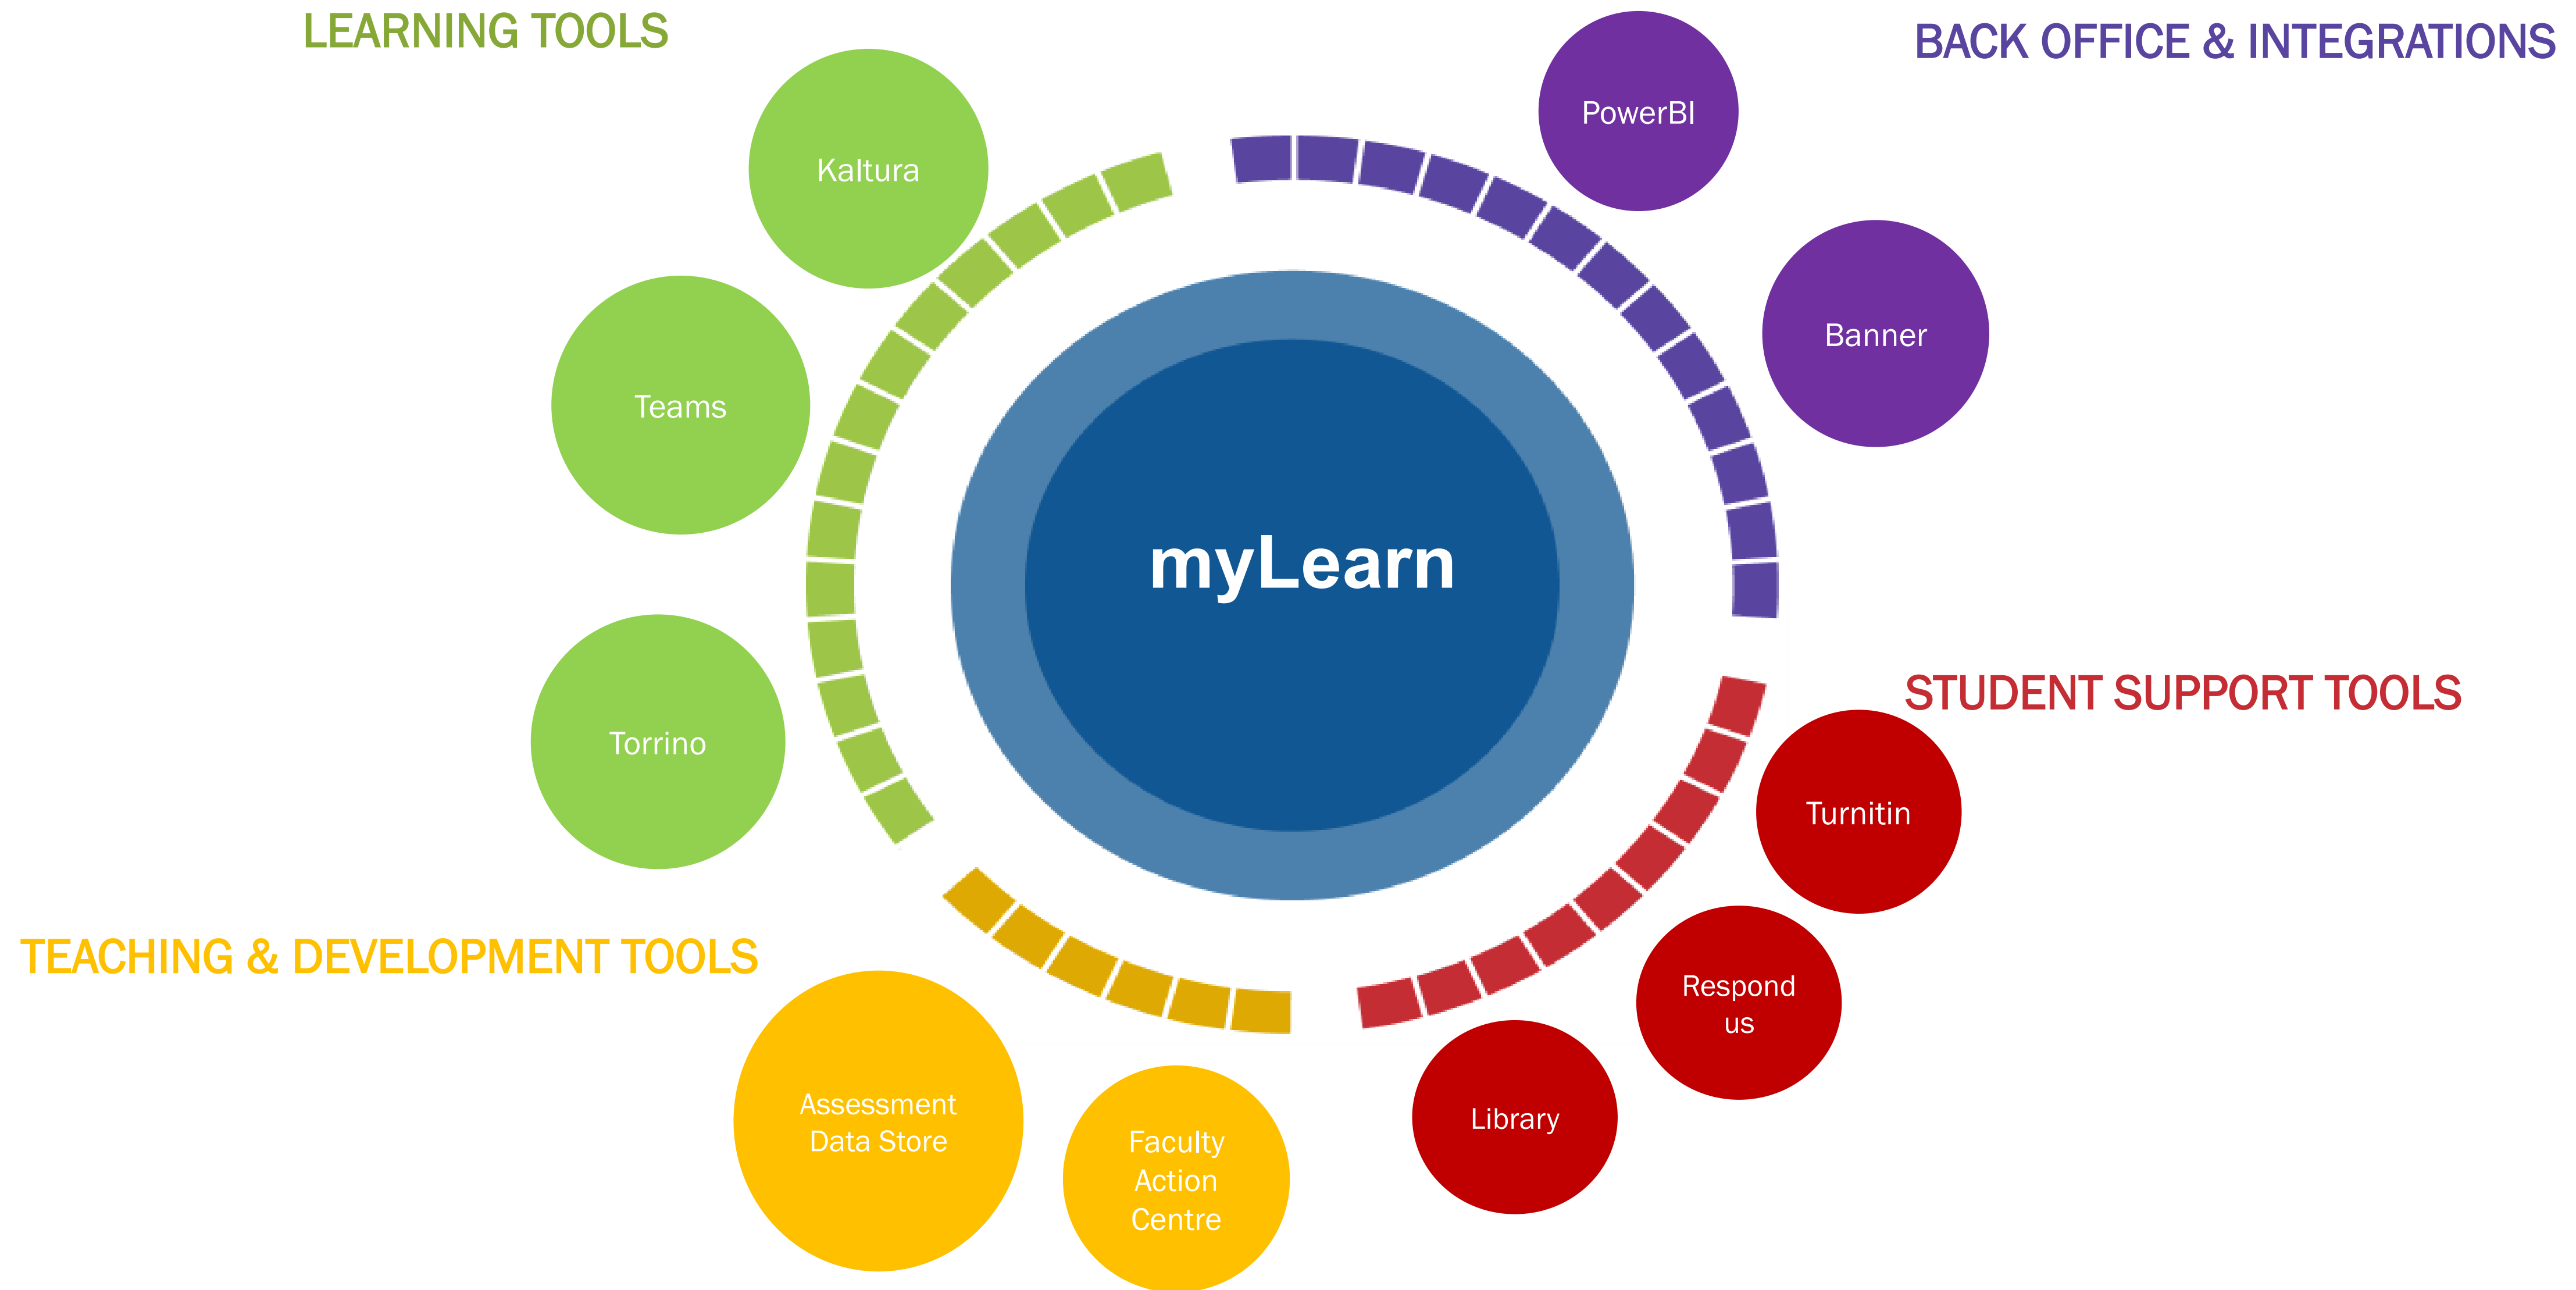 LEARNING TOOLS
BACK OFFICE & INTEGRATIONS
PowerBI
Kaltura
Banner
Teams
myLearn
STUDENT SUPPORT TOOLS
Torrino
Turnitin
TEACHING & DEVELOPMENT TOOLS
Respond
us
Assessment
Data Store
Library
Faculty
Action
Centre